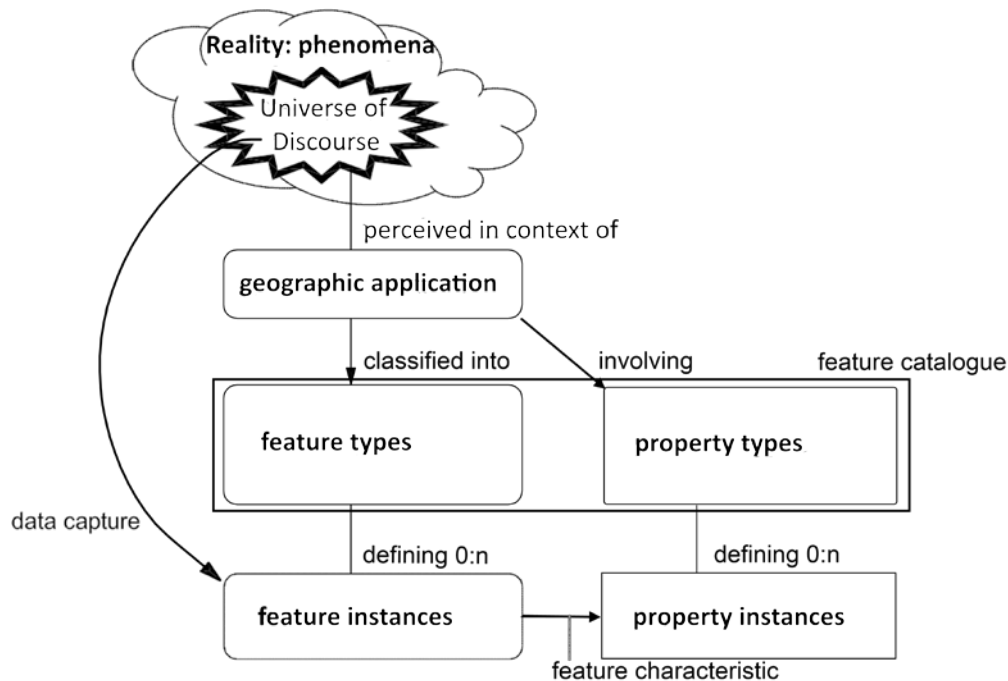 Reality: phenomena
Universe of
Discourse
perceived in context of
geographic application
classified into
involving
feature catalogue
feature types
property types
data capture
defining 0:n
defining 0:n
feature instances
property instances
feature characteristic